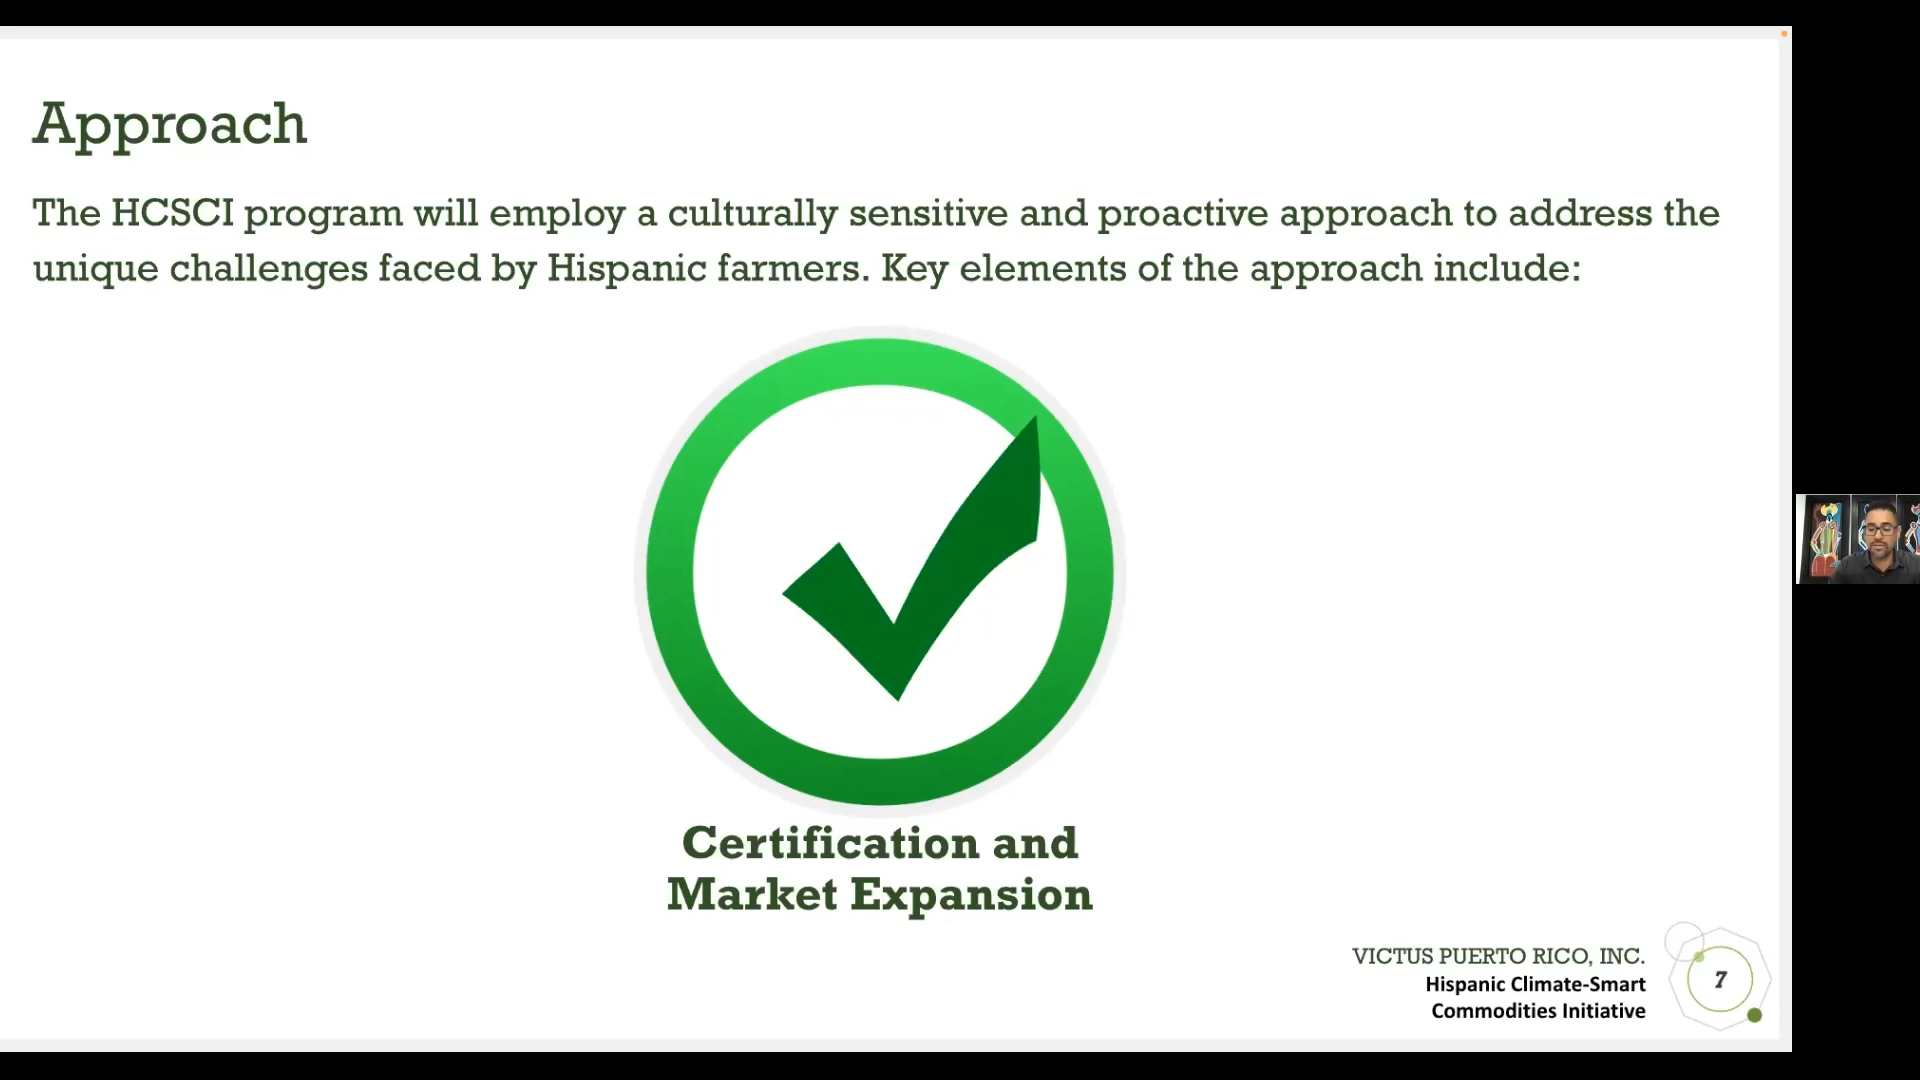 Approach
The HCSCI program will employ a culturally sensitive and proactive approach to address the
unique challenges faced by Hispanic farmers. Key elements of the approach include:
Certification and
Market Expansion
VICTUS PUERTO RICO, INC.
Hispanic Climate-Smart
Commodities Initiative
7